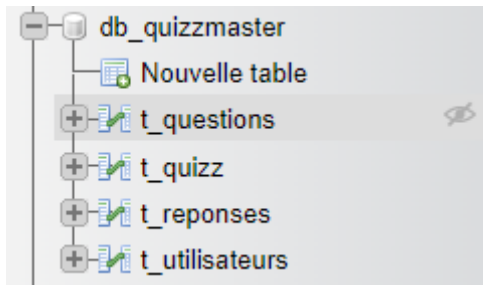 db_quizzmaster
Nouvelle table
t_questions
t_quizz
t_reponses
t_utilisateurs